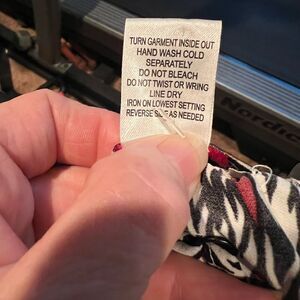 TURN GARMENT INSIDE OUT
HAND WASH COLD
SEPARATELY
DO NOT BLEACH
DO NOT TWIST OR WRING
LINE DRY
IRON ON LOWEST SETTING
REVERSE SIDE AS NEEDED
Nordic